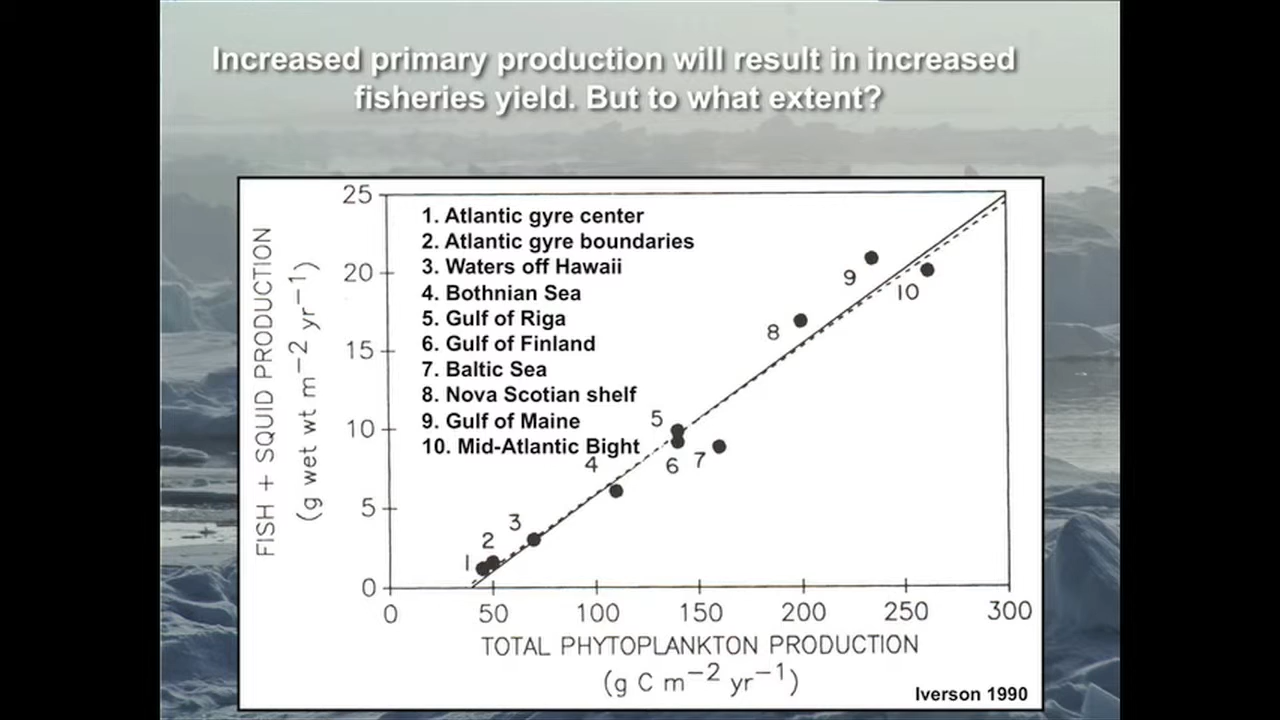 Increased primary production will result in increased
fisheries yield. But to what extent?
25
20
15
10
5
0
FISH + SQUID PRODUCTION
(g wet wt m−2 yr−1)
1. Atlantic gyre center
2. Atlantic gyre boundaries
3. Waters off Hawaii
4. Bothnian Sea
5. Gulf of Riga
6. Gulf of Finland
7. Baltic Sea
8. Nova Scotian shelf
9. Gulf of Maine
10. Mid-Atlantic Bight
1
2
3
4
5
6
7
8
9
10
0 50 100 150 200 250 300
TOTAL PHYTOPLANKTON PRODUCTION
(g C m−2 yr−1)
Iverson 1990